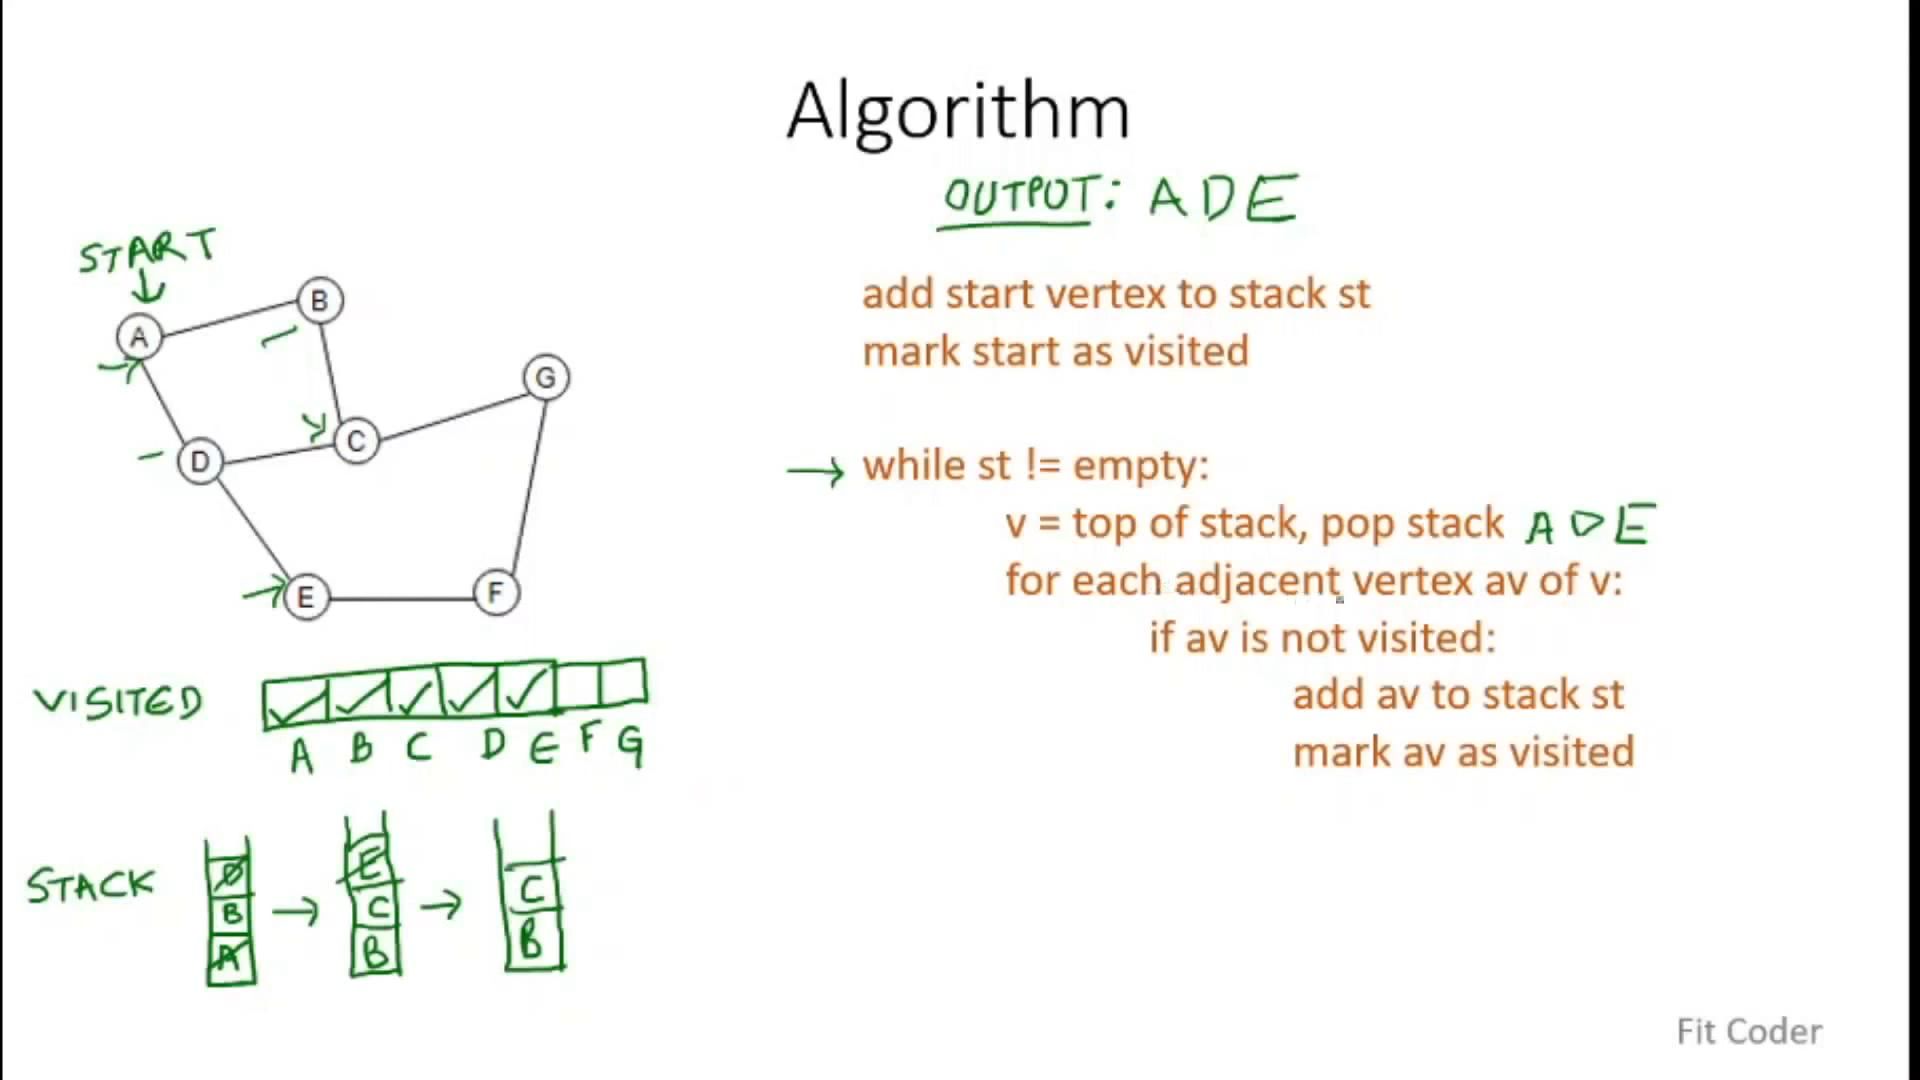 Algorithm
OUTPUT: A D E
START
A
B
G
C
D
E
F
add start vertex to stack st
mark start as visited
while st != empty:
v = top of stack, pop stack A D E
for each adjacent vertex av of v:
if av is not visited:
add av to stack st
mark av as visited
VISITED
A B C D E F G
STACK
D
B
A
E
C
B
C
B
Fit Coder